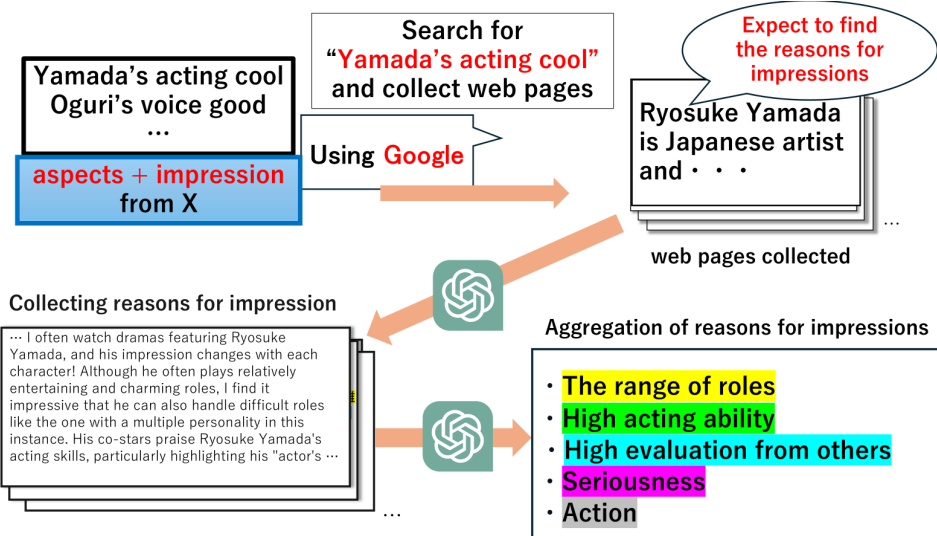 Yamada's acting cool
Oguri's voice good
…
aspects + impression
from X
Search for
“Yamada's acting cool”
and collect web pages
Using Google
Expect to find
the reasons for
impressions
Ryosuke Yamada
is Japanese artist
and・・・
…
web pages collected
Collecting reasons for impression
… I often watch dramas featuring Ryosuke
Yamada, and his impression changes with each
character! Although he often plays relatively
entertaining and charming roles, I find it
impressive that he can also handle difficult roles
like the one with a multiple personality in this
instance. His co-stars praise Ryosuke Yamada's
acting skills, particularly highlighting his "actor's …
…
Aggregation of reasons for impressions
・The range of roles
・High acting ability
・High evaluation from others
・Seriousness
・Action